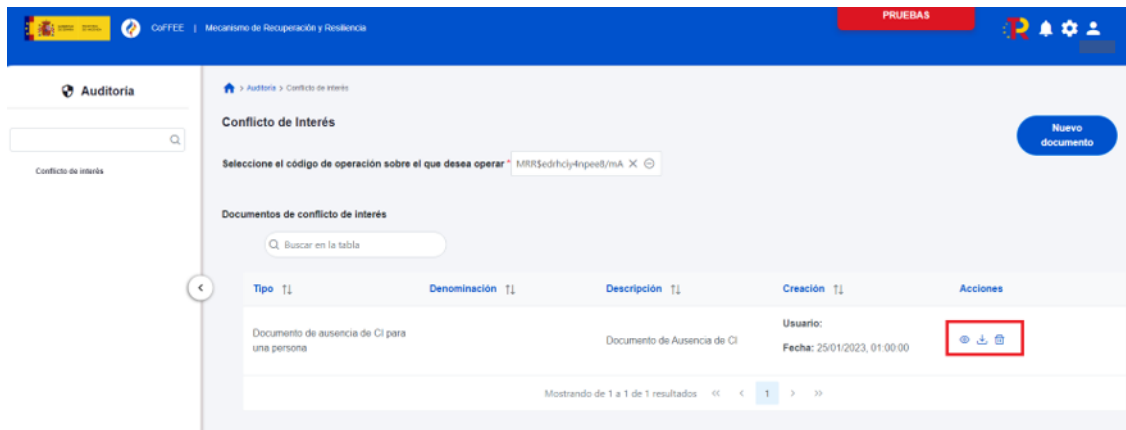 PRUEBAS
CoFFEE | Mecanismo de Recuperación y Resiliencia
Auditoria
> Auditoria > Conflicto de interés
Conflicto de Interés
Nuevo
documento
Seleccione el código de operación sobre el que desea operar *
Conflicto de interés
Documentos de conflicto de interés
Buscar en la tabla
Tipo Denominación Descripción Creación Acciones
Documento de ausencia de CI para
una persona
Documento de Ausencia de CI
Usuario:
Fecha: 25/01/2023, 01:00:00
Mostrando de 1 a 1 de 1 resultados << < 1 > >>